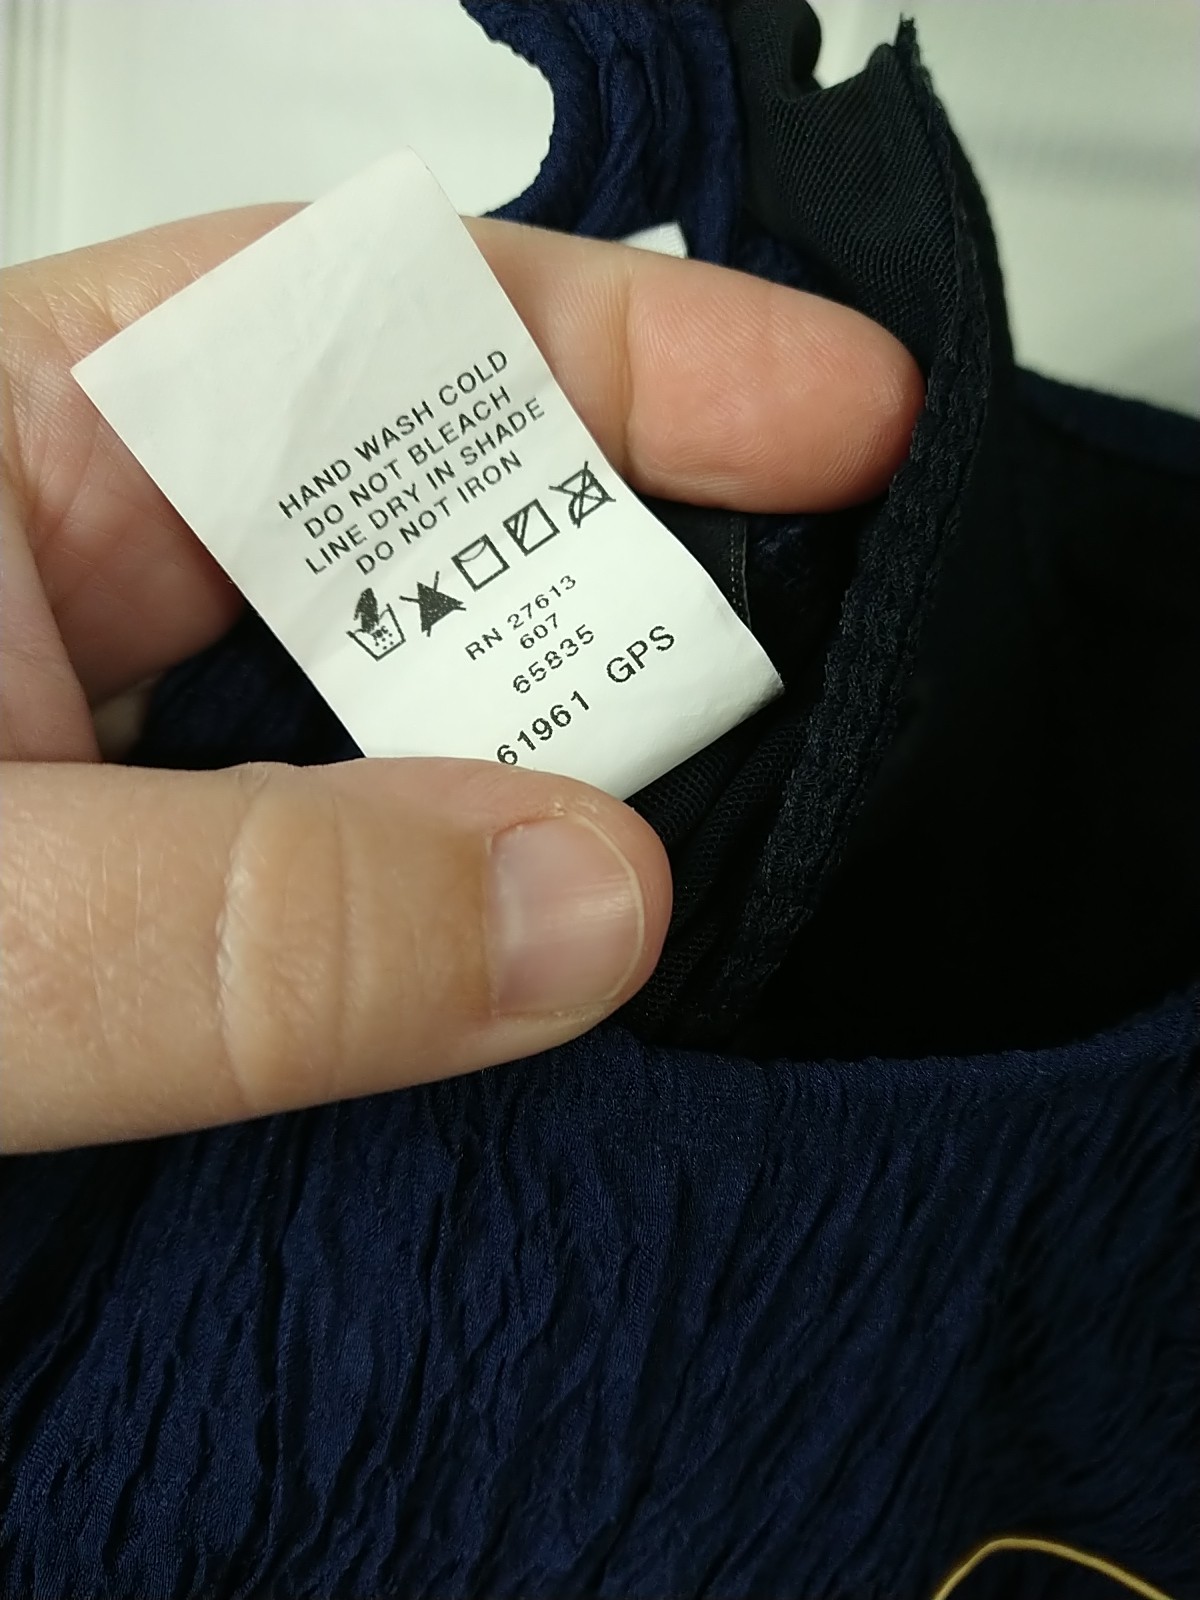 HAND WASH COLD
DO NOT BLEACH
LINE DRY IN SHADE
DO NOT IRON
RN 27613
607
65835
61961 GPS